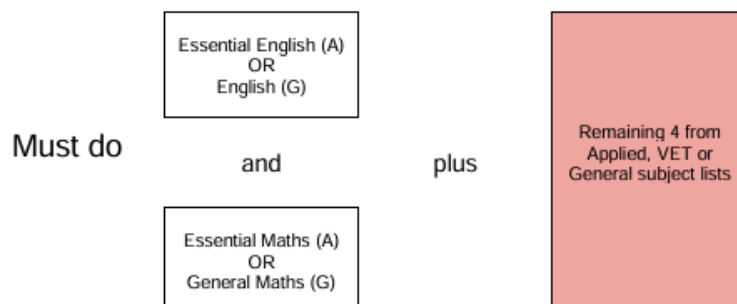 Must do
Essential English (A)
OR
English (G)
and
Essential Maths (A)
OR
General Maths (G)
plus
Remaining 4 from
Applied, VET or
General subject lists